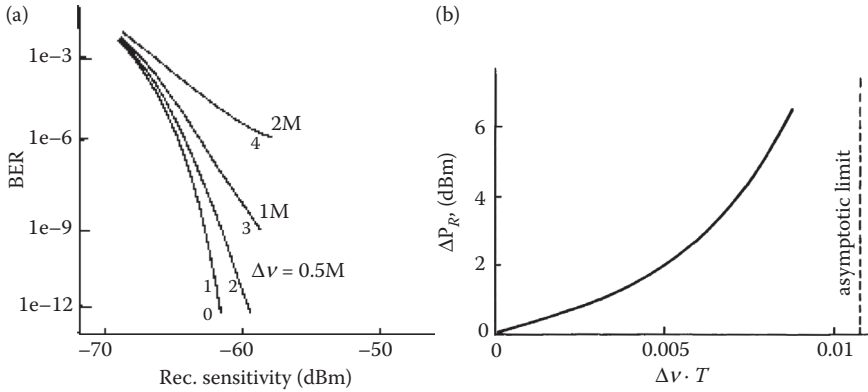 (a)
1e–3
1e–6
1e–9
1e–12
BER
2M
4
1M
3
Δν = 0.5M
1
2
0
–70
–60
–50
Rec. sensitivity (dBm)
(b)
6
4
2
0
ΔP_R, (dBm)
asymptotic limit
0
0.005
0.01
Δν · T